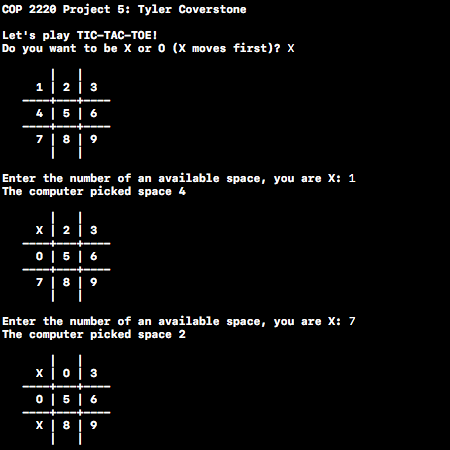 COP 2220 Project 5: Tyler Coverstone
Let's play TIC-TAC-TOE!
Do you want to be X or O (X moves first)? X
| |
1 | 2 | 3
----+---+----
4 | 5 | 6
----+---+----
7 | 8 | 9
| |
Enter the number of an available space, you are X: 1
The computer picked space 4
| |
X | 2 | 3
----+---+----
O | 5 | 6
----+---+----
7 | 8 | 9
| |
Enter the number of an available space, you are X: 7
The computer picked space 2
| |
X | O | 3
----+---+----
O | 5 | 6
----+---+----
X | 8 | 9
| |